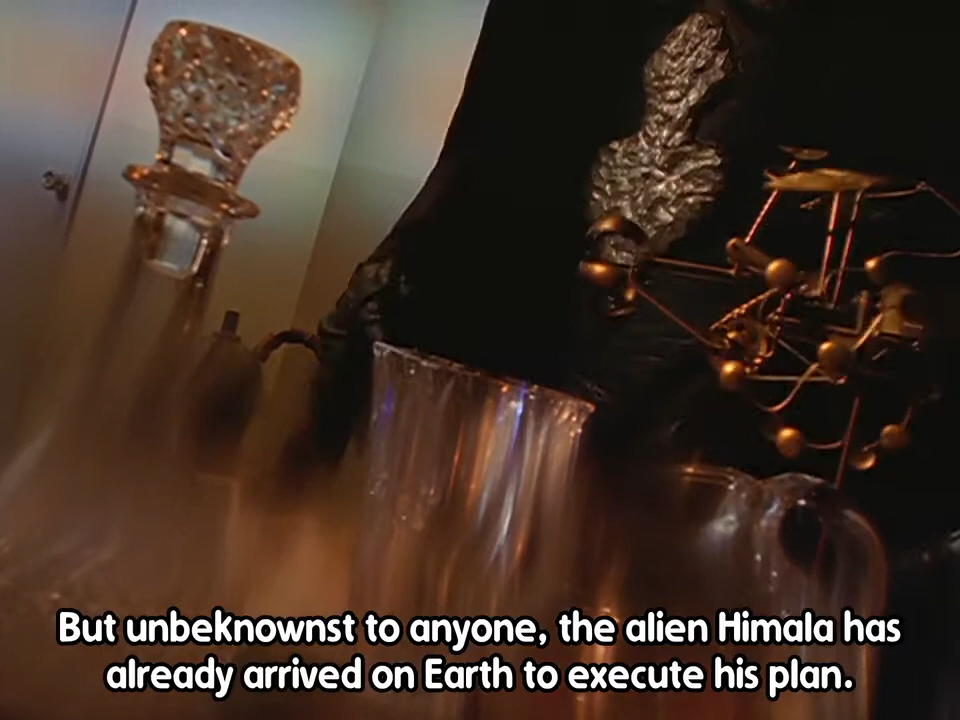 But unbeknownst to anyone, the alien Himala has
already arrived on Earth to execute his plan.